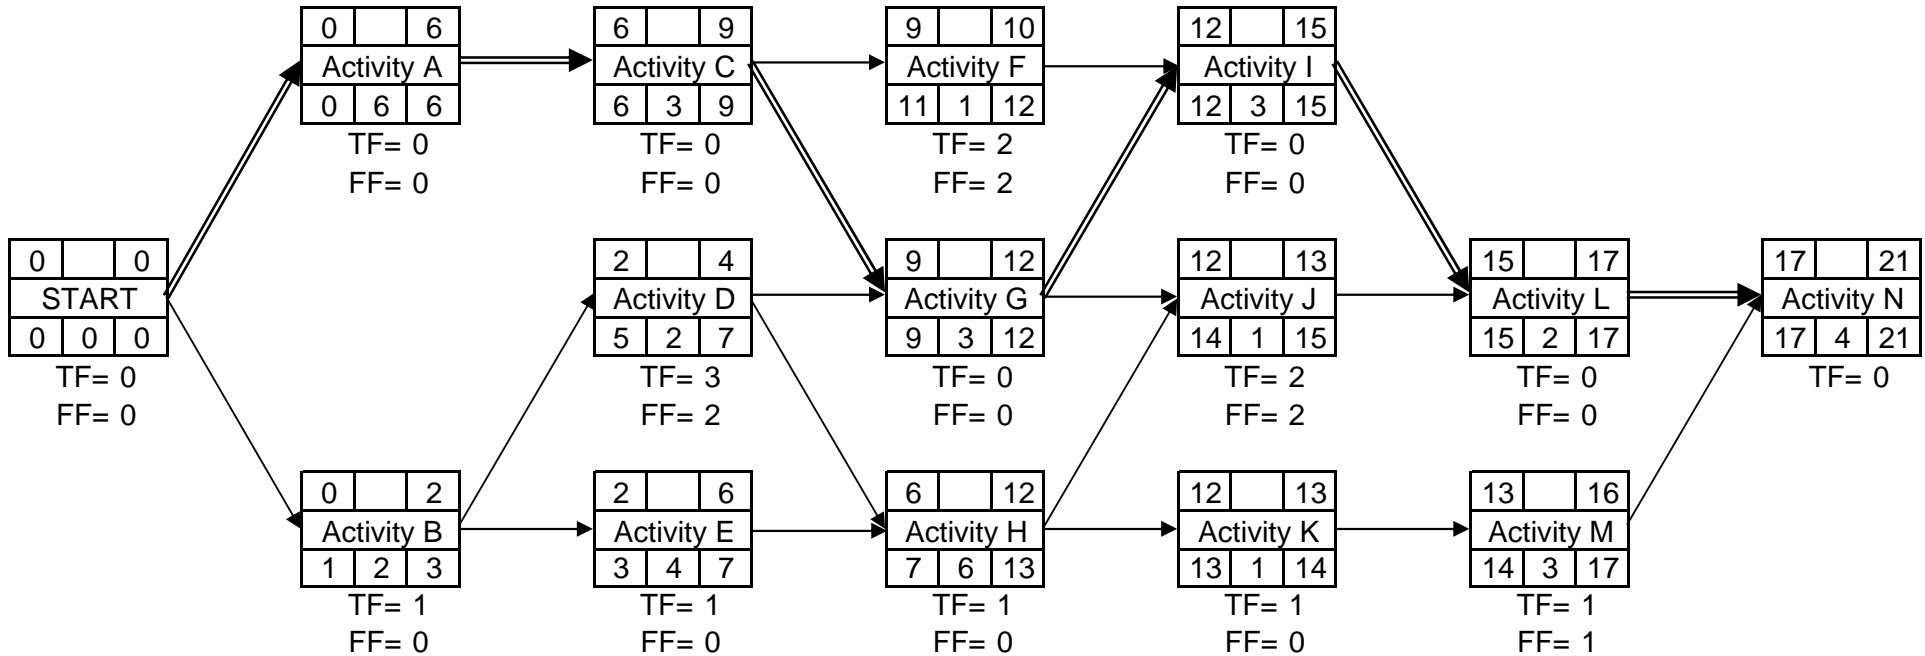 0 6
Activity A
0 6 6
TF= 0
FF= 0
6 9
Activity C
6 3 9
TF= 0
FF= 0
9 10
Activity F
11 1 12
TF= 2
FF= 2
12 15
Activity I
12 3 15
TF= 0
FF= 0
0 0
START
0 0 0
TF= 0
FF= 0
2 4
Activity D
5 2 7
TF= 3
FF= 2
9 12
Activity G
9 3 12
TF= 0
FF= 0
12 13
Activity J
14 1 15
TF= 2
FF= 2
15 17
Activity L
15 2 17
TF= 0
FF= 0
17 21
Activity N
17 4 21
TF= 0
0 2
Activity B
1 2 3
TF= 1
FF= 0
2 6
Activity E
3 4 7
TF= 1
FF= 0
6 12
Activity H
7 6 13
TF= 1
FF= 0
12 13
Activity K
13 1 14
TF= 1
FF= 0
13 16
Activity M
14 3 17
TF= 1
FF= 1